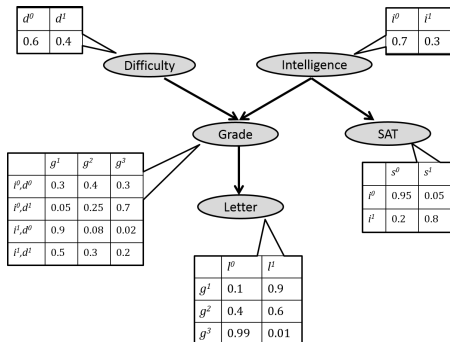 d⁰ d¹
0.6 0.4
i⁰ i¹
0.7 0.3
Difficulty
Intelligence
Grade
SAT
g¹ g² g³
i⁰,d⁰ 0.3 0.4 0.3
i⁰,d¹ 0.05 0.25 0.7
i¹,d⁰ 0.9 0.08 0.02
i¹,d¹ 0.5 0.3 0.2
s⁰ s¹
i⁰ 0.95 0.05
i¹ 0.2 0.8
Letter
l⁰ l¹
g¹ 0.1 0.9
g² 0.4 0.6
g³ 0.99 0.01